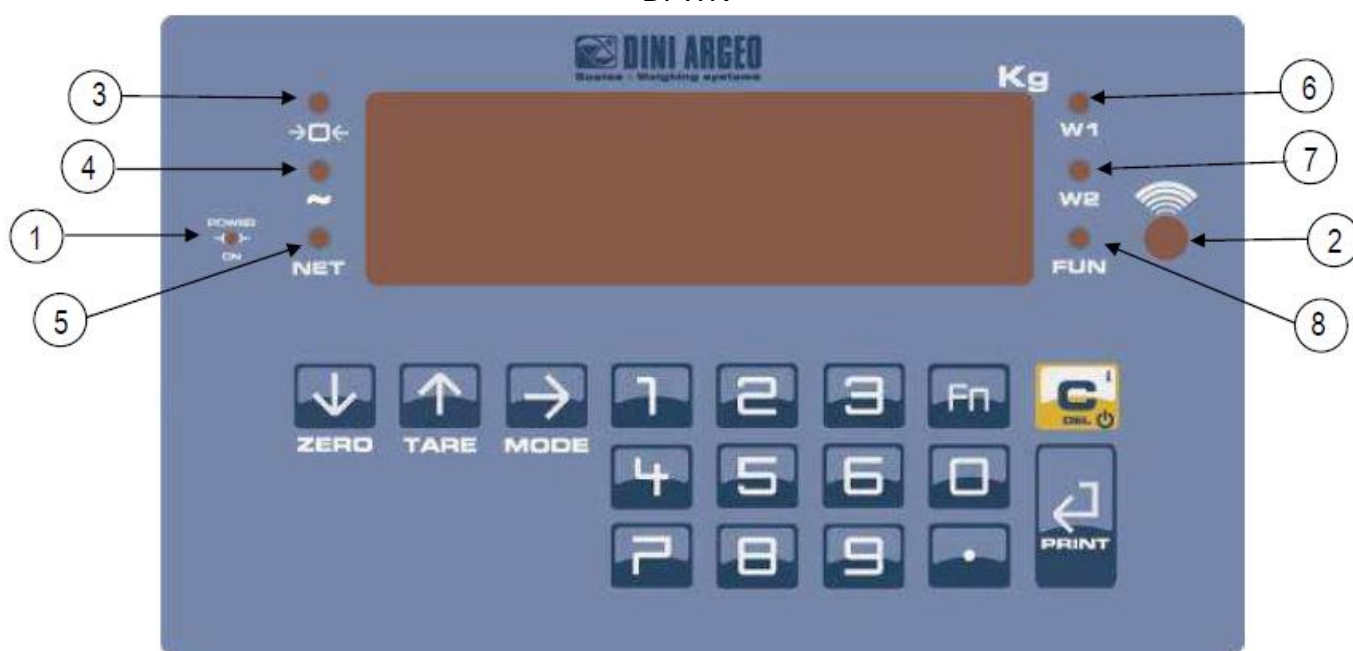 DINI ARGEO
Scales - Weighing systems
Kg
3
6
→□←
W1
4
7
~
W2
POWER
1
2
ON
NET
FUN
5
8
↓ ↑ → 1 2 3 Fn C i
DEL
ZERO TARE MODE
4 5 6 0
PRINT
7 8 9 .